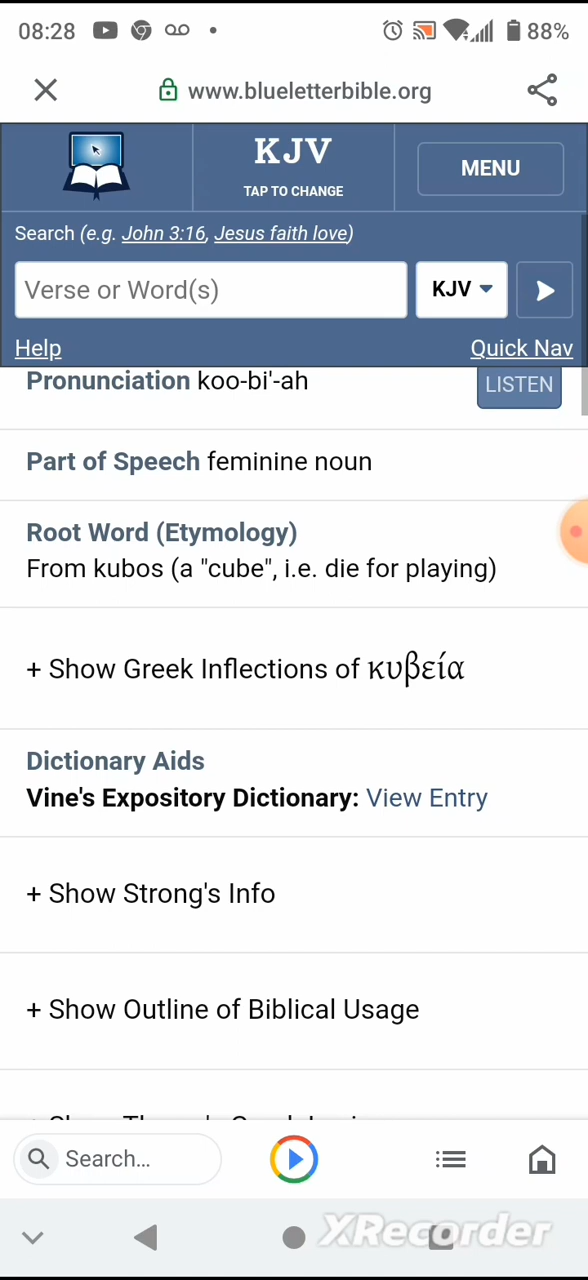 08:28
88%
www.blueletterbible.org
KJV
TAP TO CHANGE
MENU
Search (e.g. John 3:16, Jesus faith love)
Verse or Word(s)
KJV
Help
Quick Nav
Pronunciation koo-bi'-ah
LISTEN
Part of Speech feminine noun
Root Word (Etymology)
From kubos (a "cube", i.e. die for playing)
+ Show Greek Inflections of κυβεία
Dictionary Aids
Vine's Expository Dictionary: View Entry
+ Show Strong's Info
+ Show Outline of Biblical Usage
Search...
XRecorder